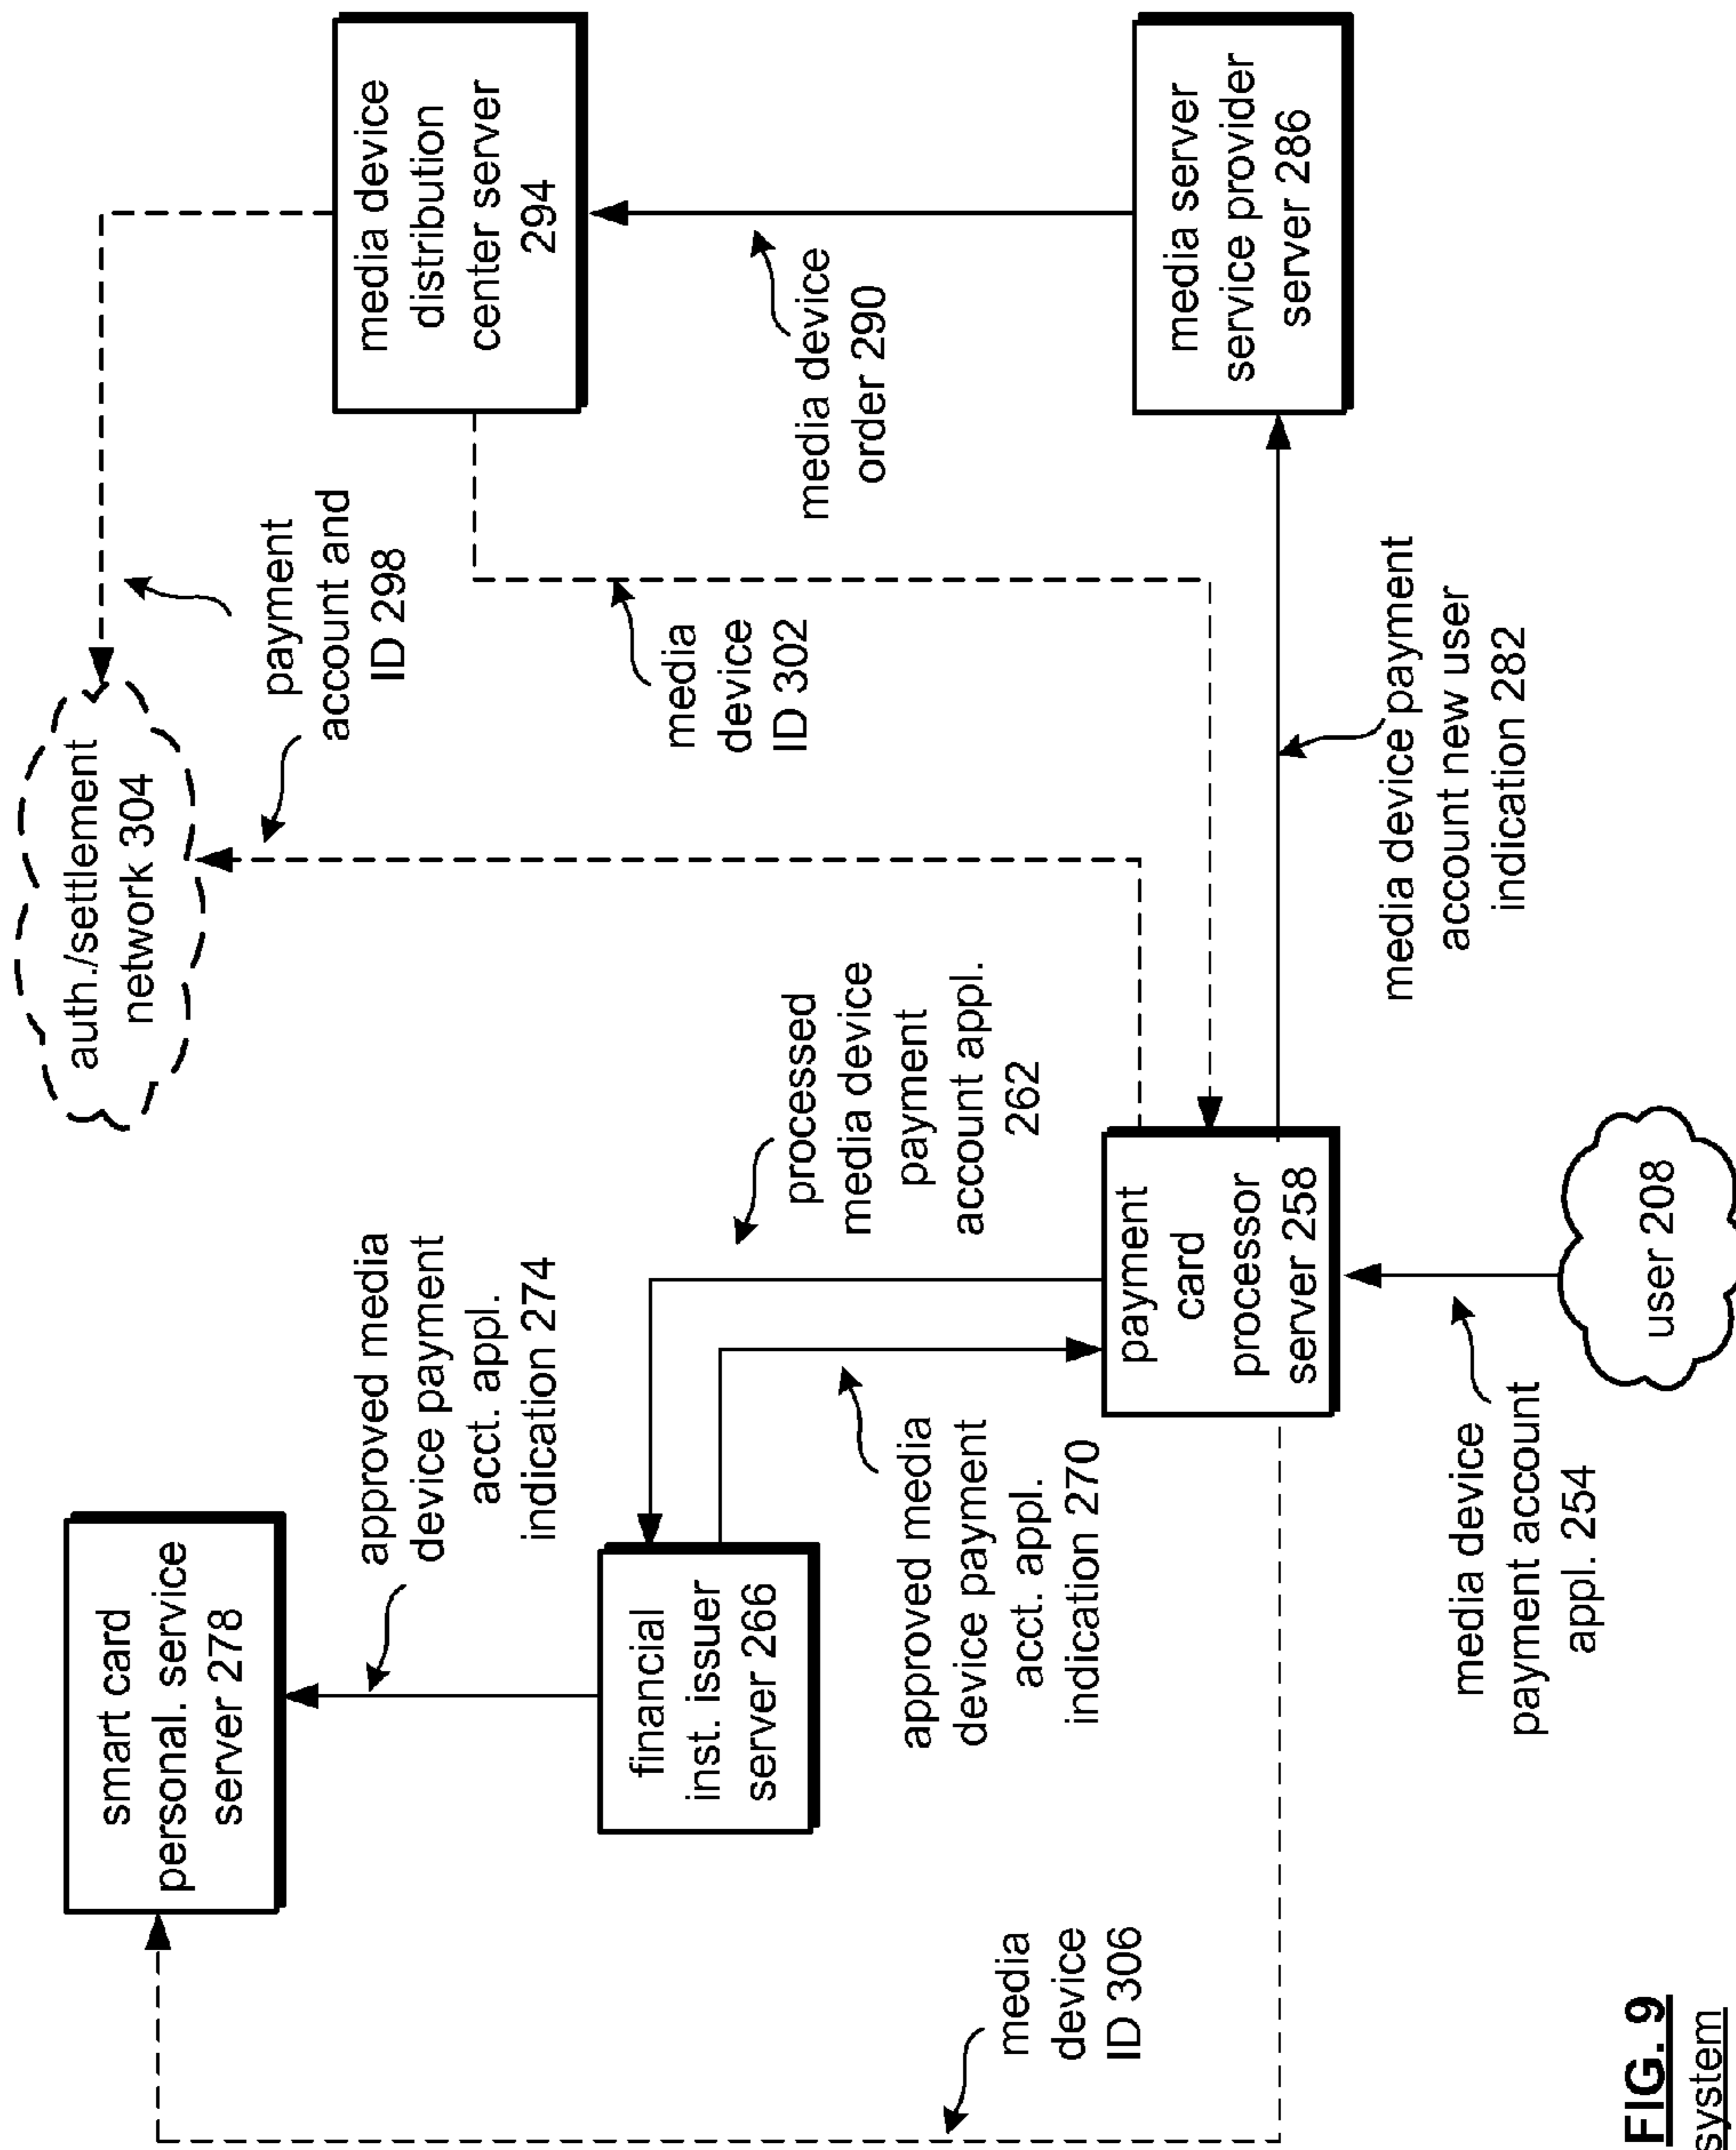 auth./settlement
network 304
payment
account and
ID 298
media device
distribution
center server
294
smart card
personal. service
server 278
approved media
device payment
acct. appl.
indication 274
media
device
ID 302
media device
order 290
financial
inst. issuer
server 266
processed
media device
payment
account appl.
262
approved media
device payment
acct. appl.
indication 270
media
device
ID 306
payment
card
processor
server 258
media server
service provider
server 286
media device payment
account new user
indication 282
media device
payment account
appl. 254
user 208
FIG. 9
system